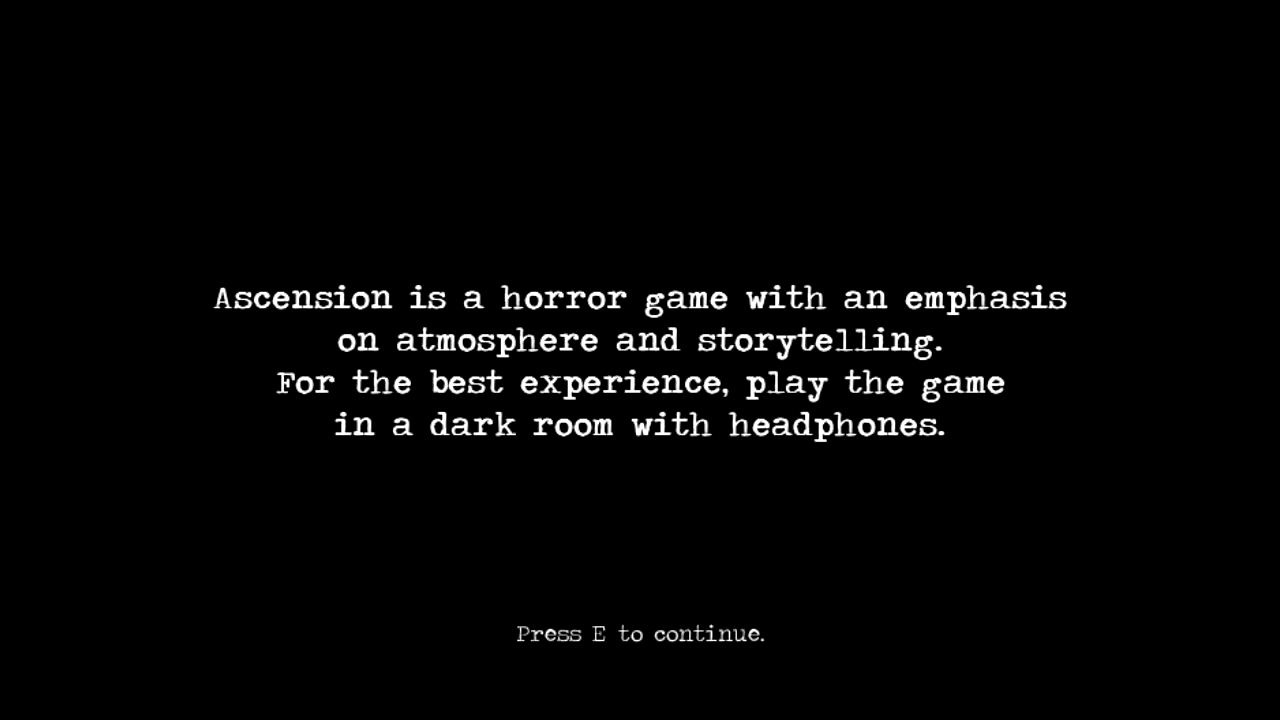 Ascension is a horror game with an emphasis
on atmosphere and storytelling.
For the best experience, play the game
in a dark room with headphones.
Press E to continue.